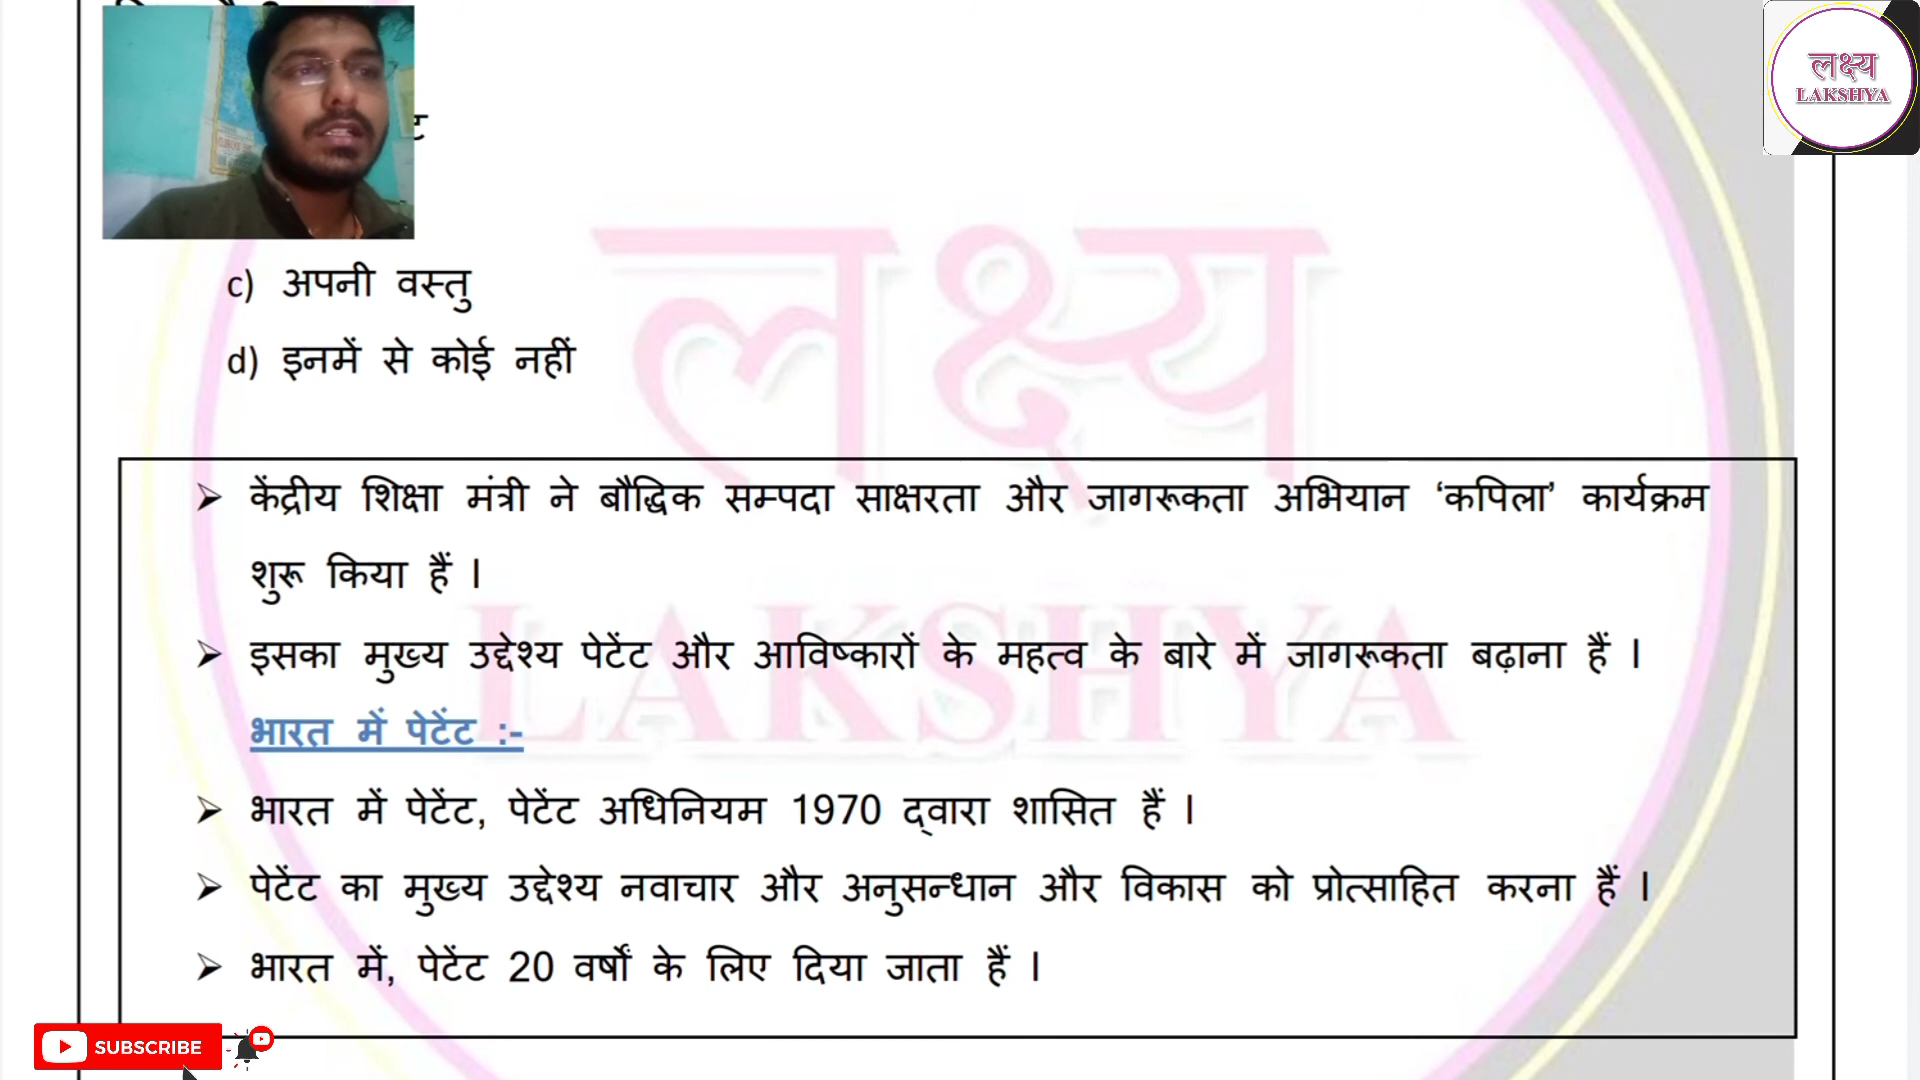 लक्ष्य
LAKSHYA
c) अपनी वस्तु
d) इनमें से कोई नहीं
➢ केंद्रीय शिक्षा मंत्री ने बौद्धिक सम्पदा साक्षरता और जागरूकता अभियान ‘कपिला’ कार्यक्रम
शुरू किया हैं l
➢ इसका मुख्य उद्देश्य पेटेंट और आविष्कारों के महत्व के बारे में जागरूकता बढ़ाना हैं l
भारत में पेटेंट :-
➢ भारत में पेटेंट, पेटेंट अधिनियम 1970 द्वारा शासित हैं l
➢ पेटेंट का मुख्य उद्देश्य नवाचार और अनुसन्धान और विकास को प्रोत्साहित करना हैं l
➢ भारत में, पेटेंट 20 वर्षों के लिए दिया जाता हैं l
लक्ष्य
LAKSHYA
SUBSCRIBE